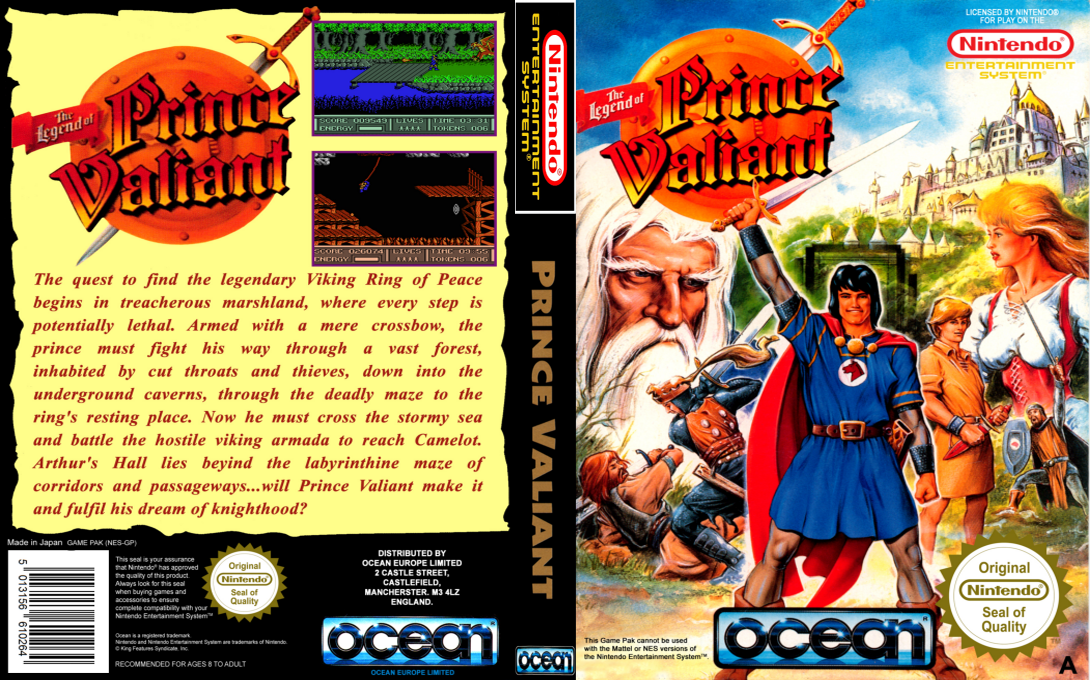 The
Legend of
Prince
Valiant
SCORE 009549 LIVES TIME 03:31
ENERGY TOKENS 006
SCORE 026074 LIVES TIME 09:55
ENERGY TOKENS 006
The quest to find the legendary Viking Ring of Peace
begins in treacherous marshland, where every step is
potentially lethal. Armed with a mere crossbow, the
prince must fight his way through a vast forest,
inhabited by cut throats and thieves, down into the
underground caverns, through the deadly maze to the
ring's resting place. Now he must cross the stormy sea
and battle the hostile viking armada to reach Camelot.
Arthur's Hall lies beyind the labyrinthine maze of
corridors and passageways...will Prince Valiant make it
and fulfil his dream of knighthood?
Made in Japan GAME PAK (NES-GP)
5 013156 610264
This seal is your assurance
that Nintendo® has approved
the quality of this product.
Always look for this seal
when buying games and
accessories to ensure
complete compatibility with your
Nintendo Entertainment System™
Original
Nintendo®
Seal of
Quality
Ocean is a registered trademark
Nintendo and Nintendo Entertainment System are trademarks of Nintendo.
© King Features Syndicate, Inc.
RECOMMENDED FOR AGES 8 TO ADULT
DISTRIBUTED BY
OCEAN EUROPE LIMITED
2 CASTLE STREET,
CASTLEFIELD,
MANCHERSTER. M3 4LZ
ENGLAND.
ocean®
OCEAN EUROPE LIMITED
Nintendo®
ENTERTAINMENT
SYSTEM®
PRINCE VALIANT
ocean
The
Legend of
Prince
Valiant
LICENSED BY NINTENDO®
FOR PLAY ON THE
Nintendo®
ENTERTAINMENT
SYSTEM®
This Game Pak cannot be used
with the Mattel or NES versions of
the Nintendo Entertainment System™.
ocean®
Original
Nintendo®
Seal of
Quality
A